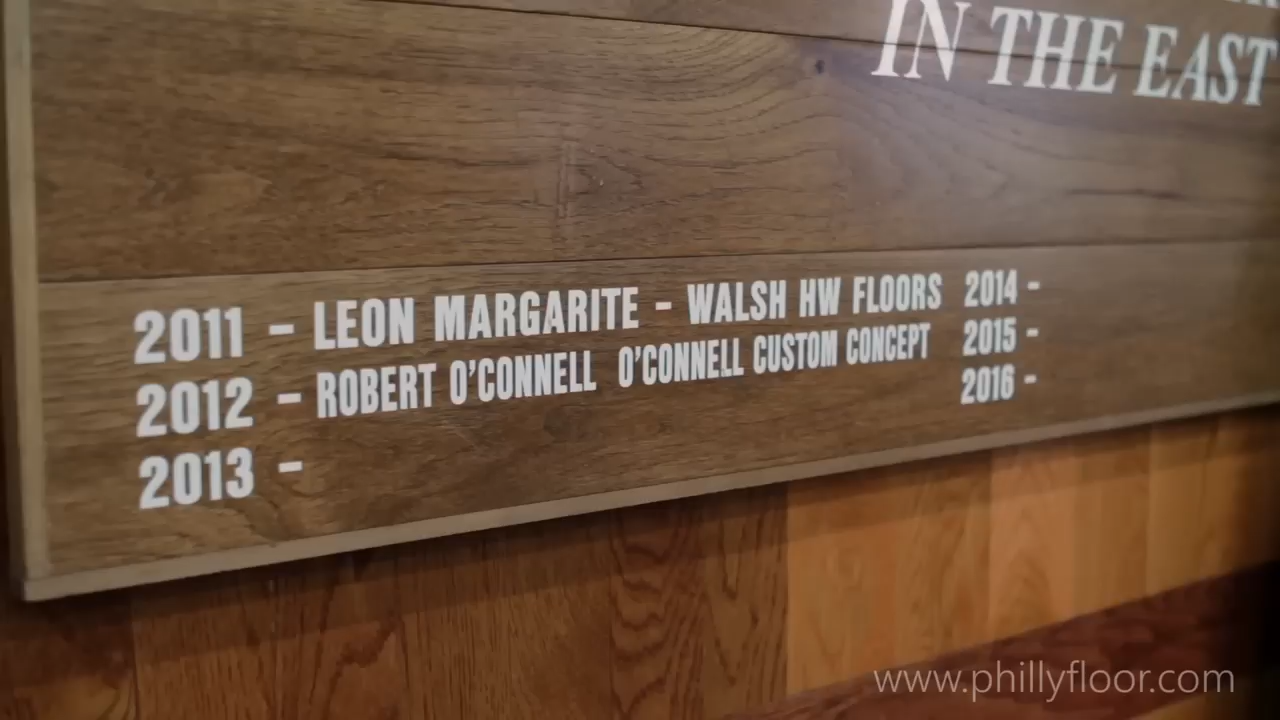 IN THE EAST
2011 - LEON MARGARITE - WALSH HW FLOORS
2012 - ROBERT O'CONNELL O'CONNELL CUSTOM CONCEPT
2013 -
2014 -
2015 -
2016 -
www.phillyfloor.com